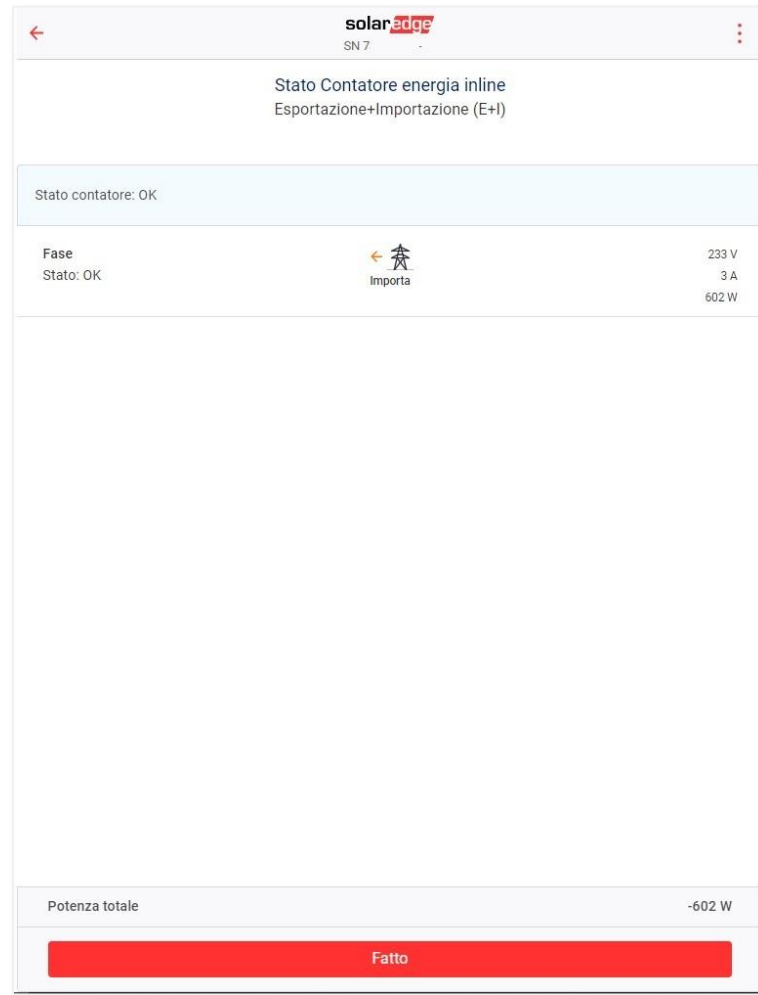 solaredge
SN 7 -
Stato Contatore energia inline
Esportazione+Importazione (E+I)
Stato contatore: OK
Fase
Stato: OK
Importa
233 V
3 A
602 W
Potenza totale
-602 W
Fatto